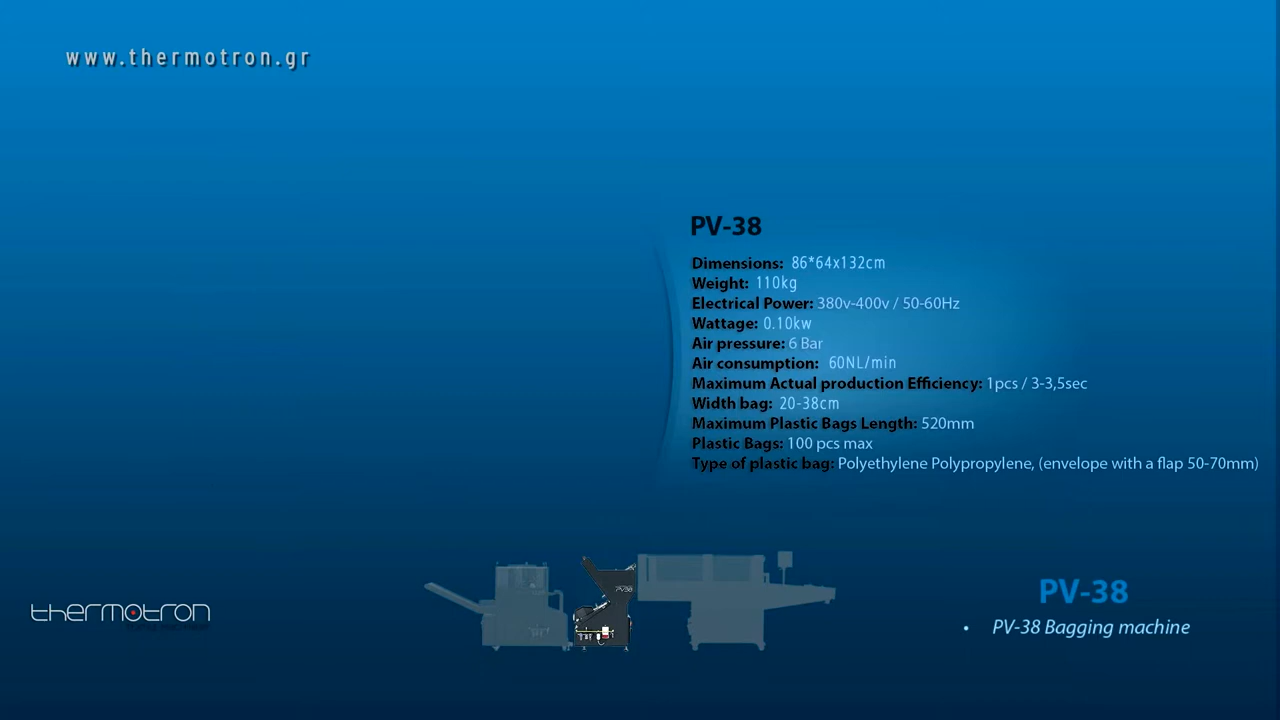 www.thermotron.gr
PV-38
Dimensions: 86*64x132cm
Weight: 110kg
Electrical Power: 380v-400v / 50-60Hz
Wattage: 0.10kw
Air pressure: 6 Bar
Air consumption: 60NL/min
Maximum Actual production Efficiency: 1pcs / 3-3,5sec
Width bag: 20-38cm
Maximum Plastic Bags Length: 520mm
Plastic Bags: 100 pcs max
Type of plastic bag: Polyethylene Polypropylene, (envelope with a flap 50-70mm)
PV38
thermotron
PV-38
• PV-38 Bagging machine